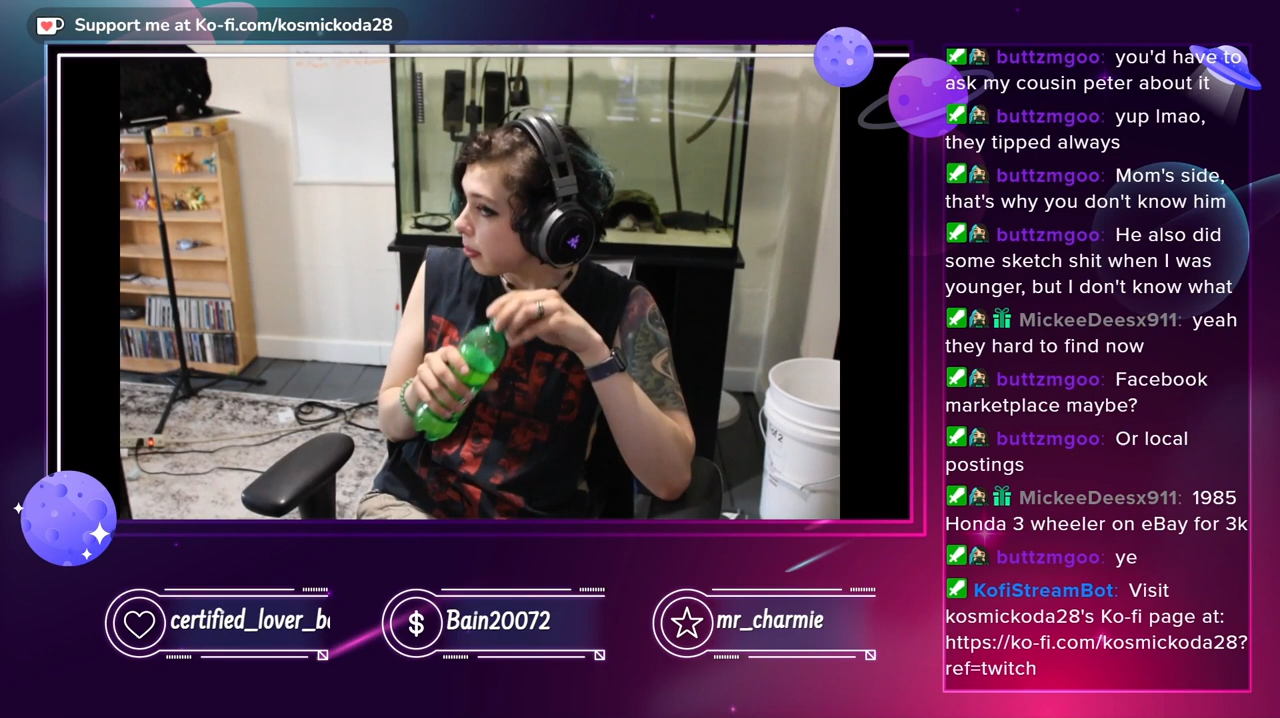 Support me at Ko-fi.com/kosmickoda28
buttzmgoo: you'd have to
ask my cousin peter about it
buttzmgoo: yup lmao,
they tipped always
buttzmgoo: Mom's side,
that's why you don't know him
buttzmgoo: He also did
some sketch shit when I was
younger, but I don't know what
MickeeDeesx911: yeah
they hard to find now
buttzmgoo: Facebook
marketplace maybe?
buttzmgoo: Or local
postings
MickeeDeesx911: 1985
Honda 3 wheeler on eBay for 3k
buttzmgoo: ye
KofiStreamBot: Visit
kosmickoda28's Ko-fi page at:
https://ko-fi.com/kosmickoda28?
ref=twitch
certified_lover_b
$
Bain20072
mr_charmie